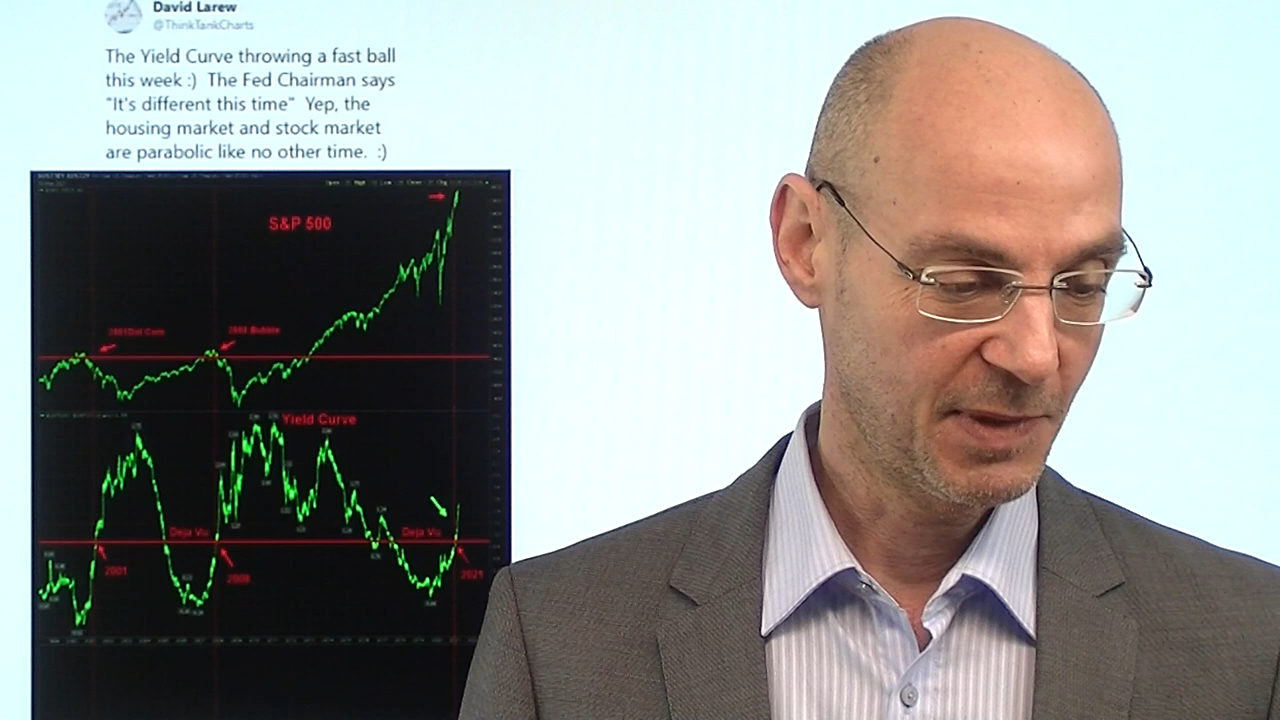 David Larew
@ThinkTankCharts
The Yield Curve throwing a fast ball
this week :) The Fed Chairman says
"It's different this time" Yep, the
housing market and stock market
are parabolic like no other time. :)
S&P 500
2001Dot Com
2008 Bubble
Yield Curve
Deja Vu
Deja Vu
2001
2008
2021